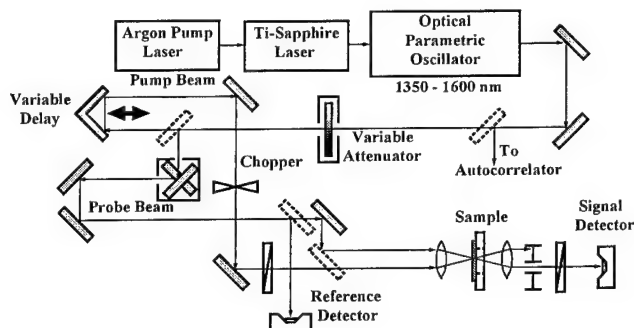 Argon Pump
Laser
Ti-Sapphire
Laser
Optical
Parametric
Oscillator
Pump Beam
1350 - 1600 nm
Variable
Delay
Variable
Attenuator
To
Autocorrelator
Chopper
Probe Beam
Sample
Signal
Detector
Reference
Detector